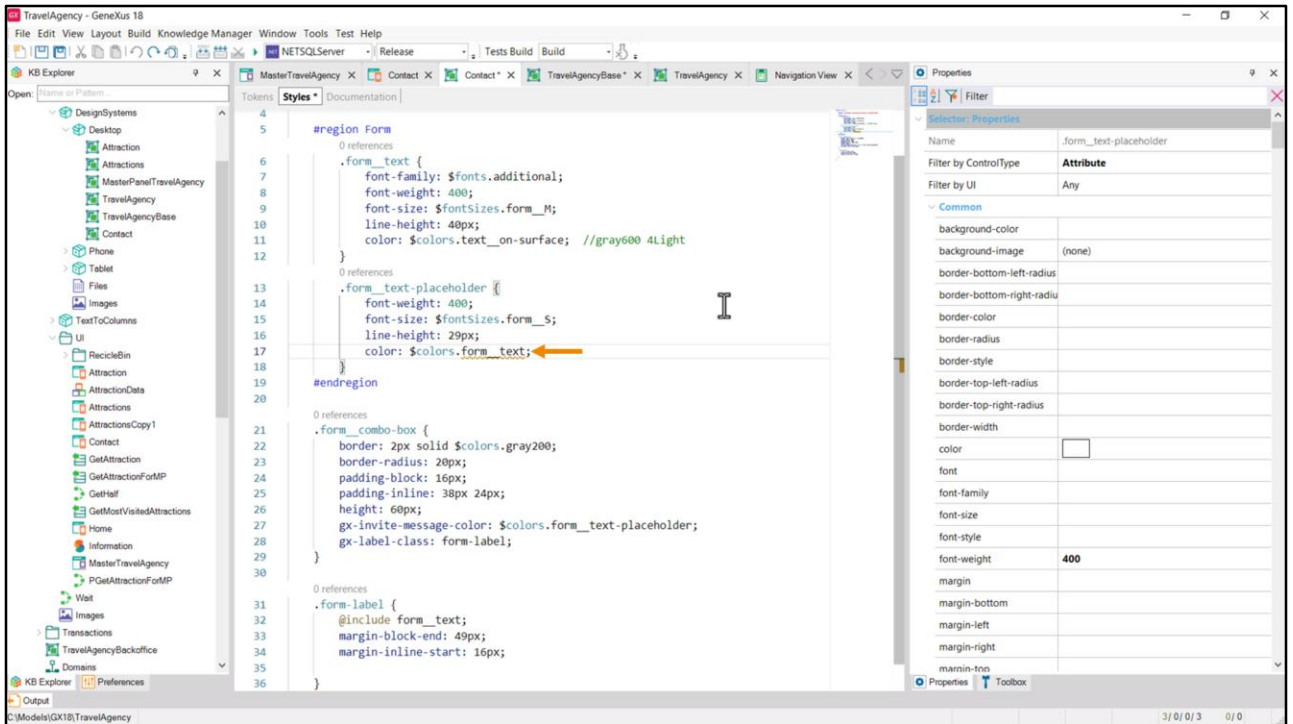 TravelAgency - GeneXus 18
File Edit View Layout Build Knowledge Manager Window Tools Test Help
NETSQLServer Release Tests Build Build
KB Explorer
Open: Name or Pattern...
DesignSystems
Desktop
Attraction
Attractions
MasterPanelTravelAgency
TravelAgency
TravelAgencyBase
Contact
Phone
Tablet
Files
Images
TextToColumns
UI
RecicleBin
Attraction
AttractionData
Attractions
AttractionsCopy1
Contact
GetAttraction
GetAttractionForMP
GetHalf
GetMostVisitedAttractions
Home
Information
MasterTravelAgency
PGetAttractionForMP
Wait
Images
Transactions
TravelAgencyBackoffice
Domains
KB Explorer Preferences
MasterTravelAgency Contact Contact* TravelAgencyBase* TravelAgency Navigation View
Tokens Styles * Documentation
4
5 #region Form
0 references
6 .form__text {
7 font-family: $fonts.additional;
8 font-weight: 400;
9 font-size: $fontSizes.form__M;
10 line-height: 40px;
11 color: $colors.text__on-surface; //gray600 4Light
12 }
0 references
13 .form__text-placeholder {
14 font-weight: 400;
15 font-size: $fontSizes.form__S;
16 line-height: 29px;
17 color: $colors.form__text;
18 }
19 #endregion
20
0 references
21 .form__combo-box {
22 border: 2px solid $colors.gray200;
23 border-radius: 20px;
24 padding-block: 16px;
25 padding-inline: 38px 24px;
26 height: 60px;
27 gx-invite-message-color: $colors.form__text-placeholder;
28 gx-label-class: form-label;
29 }
30
0 references
31 .form-label {
32 @include form__text;
33 margin-block-end: 49px;
34 margin-inline-start: 16px;
35
36 }
Properties
Filter
Selector: Properties
Name .form__text-placeholder
Filter by ControlType Attribute
Filter by UI Any
Common
background-color
background-image (none)
border-bottom-left-radius
border-bottom-right-radiu
border-color
border-radius
border-style
border-top-left-radius
border-top-right-radius
border-width
color
font
font-family
font-size
font-style
font-weight 400
margin
margin-bottom
margin-left
margin-right
margin-top
Properties Toolbox
Output
C:\Models\GX18\TravelAgency 3/0/0/3 0/0